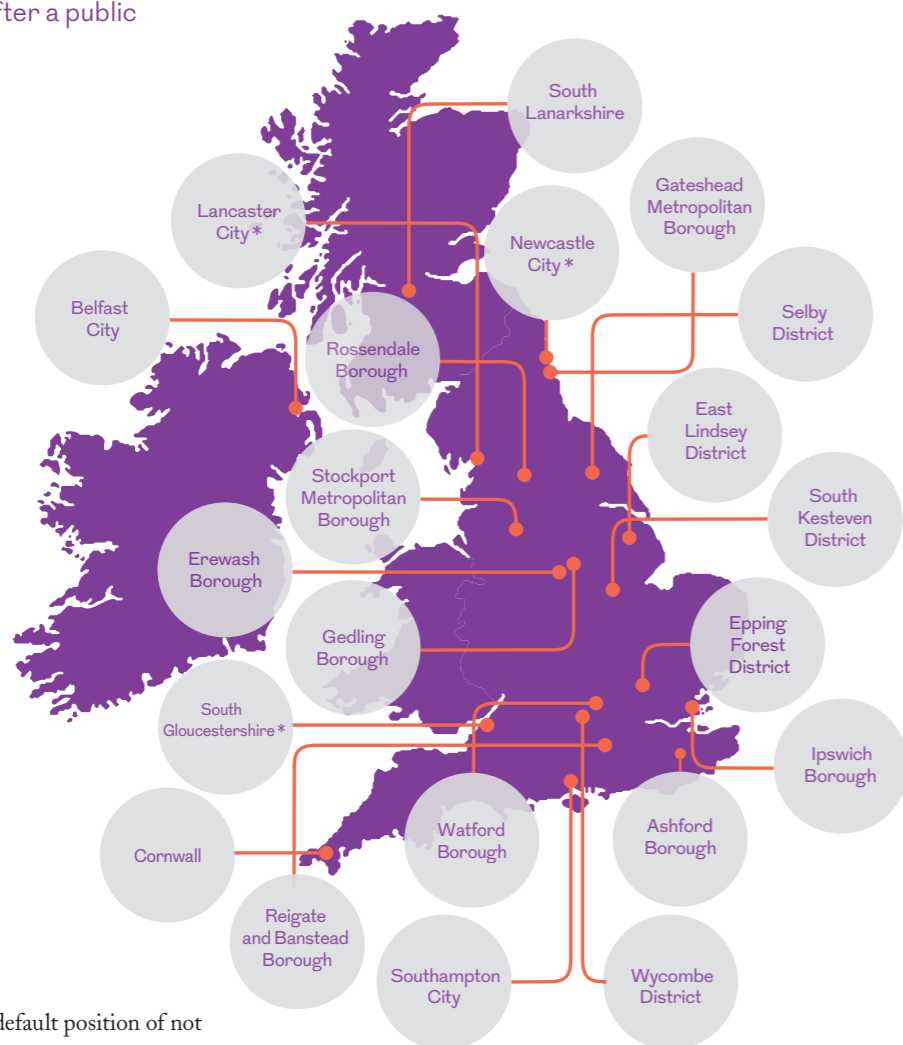 fter a public
South
Lanarkshire
Gateshead
Metropolitan
Borough
Lancaster
City*
Newcastle
City*
Belfast
City
Selby
District
Rossendale
Borough
East
Lindsey
District
Stockport
Metropolitan
Borough
South
Kesteven
District
Erewash
Borough
Gedling
Borough
Epping
Forest
District
South
Gloucestershire*
Ipswich
Borough
Watford
Borough
Ashford
Borough
Cornwall
Reigate
and Banstead
Borough
Southampton
City
Wycombe
District
default position of not